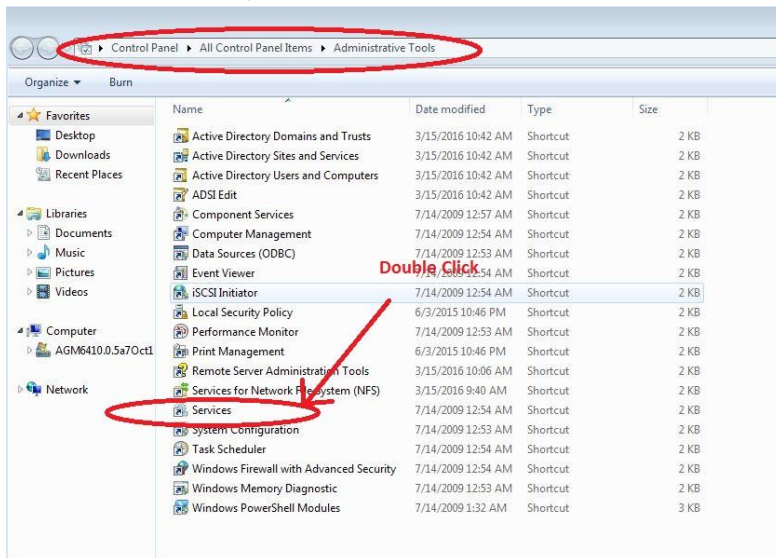 Control Panel ▸ All Control Panel Items ▸ Administrative Tools
Organize Burn
Name Date modified Type Size
Favorites
Desktop
Downloads
Recent Places
Libraries
Documents
Music
Pictures
Videos
Computer
AGM6410.0.5a7Oct1
Network
Active Directory Domains and Trusts 3/15/2016 10:42 AM Shortcut 2 KB
Active Directory Sites and Services 3/15/2016 10:42 AM Shortcut 2 KB
Active Directory Users and Computers 3/15/2016 10:42 AM Shortcut 2 KB
ADSI Edit 3/15/2016 10:42 AM Shortcut 2 KB
Component Services 7/14/2009 12:57 AM Shortcut 2 KB
Computer Management 7/14/2009 12:54 AM Shortcut 2 KB
Data Sources (ODBC) 7/14/2009 12:53 AM Shortcut 2 KB
Double Click
Event Viewer 7/14/2009 12:54 AM Shortcut 2 KB
iSCSI Initiator 7/14/2009 12:54 AM Shortcut 2 KB
Local Security Policy 6/3/2015 10:46 PM Shortcut 2 KB
Performance Monitor 7/14/2009 12:53 AM Shortcut 2 KB
Print Management 6/3/2015 10:46 PM Shortcut 2 KB
Remote Server Administration Tools 3/15/2016 10:06 AM Shortcut 2 KB
Services for Network File System (NFS) 3/15/2016 9:40 AM Shortcut 2 KB
Services 7/14/2009 12:54 AM Shortcut 2 KB
System Configuration 7/14/2009 12:53 AM Shortcut 2 KB
Task Scheduler 7/14/2009 12:54 AM Shortcut 2 KB
Windows Firewall with Advanced Security 7/14/2009 12:54 AM Shortcut 2 KB
Windows Memory Diagnostic 7/14/2009 12:53 AM Shortcut 2 KB
Windows PowerShell Modules 7/14/2009 1:32 AM Shortcut 3 KB